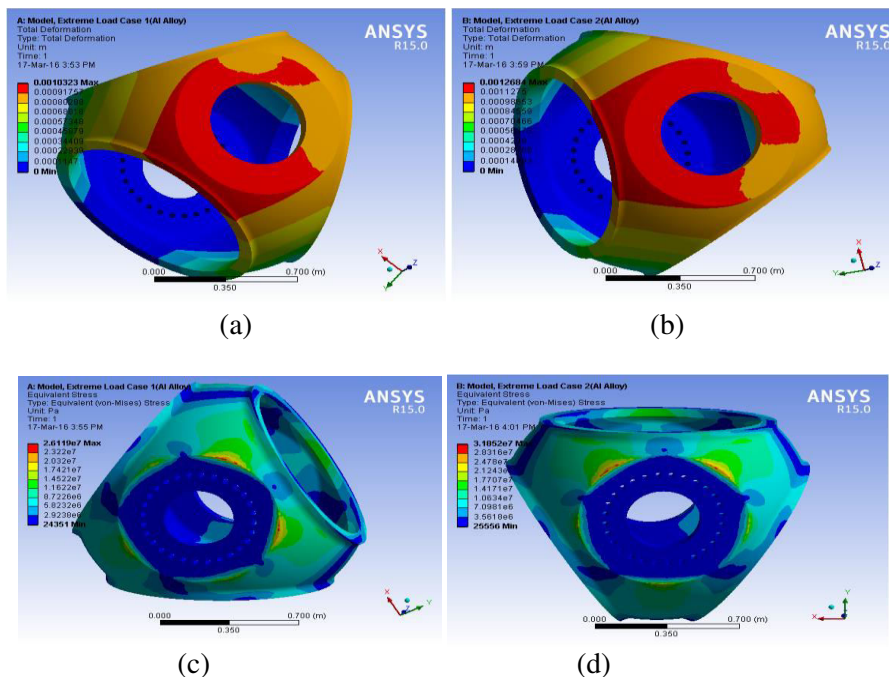 A: Model, Extreme Load Case 1(Al Alloy)
Total Deformation
Type: Total Deformation
Unit: m
Time: 1
17-Mar-16 3:53 PM
ANSYS
R15.0
0.0010323 Max
0 Min
0.000
0.700 (m)
0.350
X
Y
Z
(a)
B: Model, Extreme Load Case 2(Al Alloy)
Total Deformation
Type: Total Deformation
Unit: m
Time: 1
17-Mar-16 3:59 PM
ANSYS
R15.0
0.0012684 Max
0 Min
0.000
0.700 (m)
0.350
X
Y
Z
(b)
A: Model, Extreme Load Case 1(Al Alloy)
Equivalent Stress
Type: Equivalent (von-Mises) Stress
Unit: Pa
Time: 1
17-Mar-16 3:55 PM
ANSYS
R15.0
2.6119e7 Max
2.322e7
2.032e7
1.7421e7
1.4522e7
1.1622e7
8.7226e6
5.8232e6
2.9238e6
24351 Min
0.000
0.700 (m)
0.350
X
Y
Z
(c)
B: Model, Extreme Load Case 2(Al Alloy)
Equivalent Stress
Type: Equivalent (von-Mises) Stress
Unit: Pa
Time: 1
17-Mar-16 4:01 PM
ANSYS
R15.0
3.1852e7 Max
2.8316e7
2.478e7
2.1243e7
1.7707e7
1.4171e7
1.0634e7
7.0981e6
3.5618e6
25556 Min
0.000
0.700 (m)
0.350
Y
X
(d)